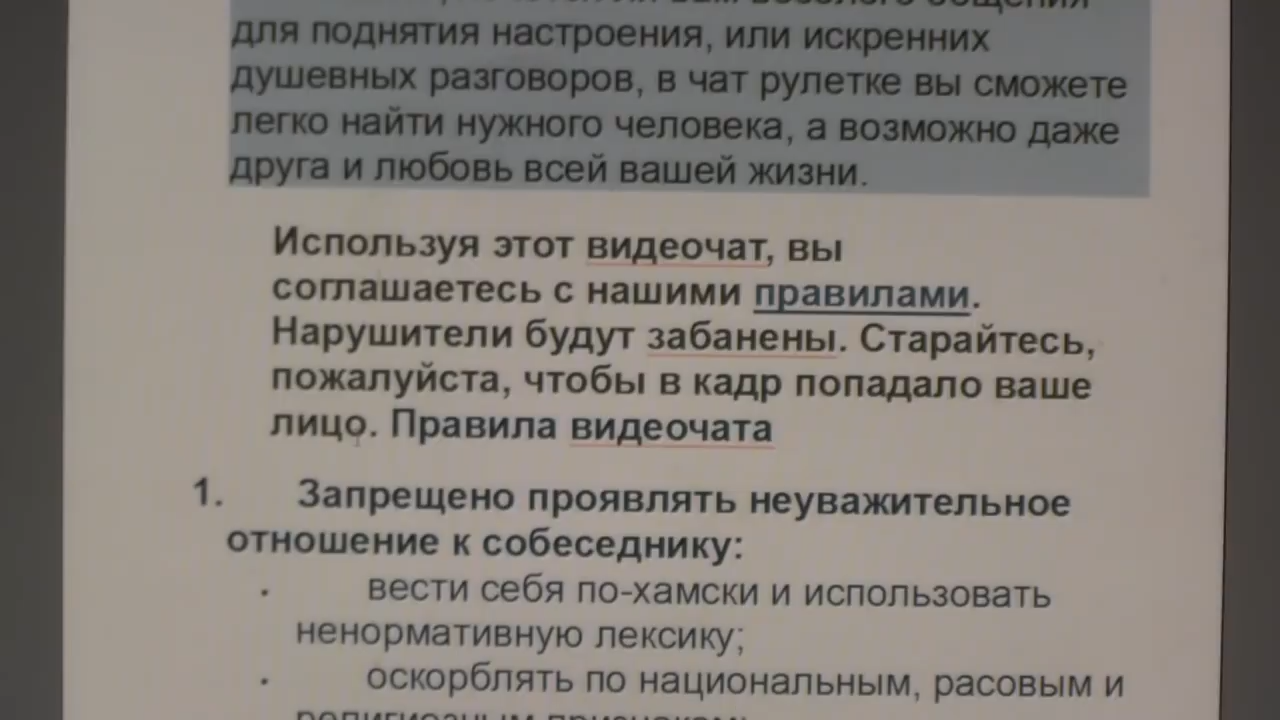 для поднятия настроения, или искренних
душевных разговоров, в чат рулетке вы сможете
легко найти нужного человека, а возможно даже
друга и любовь всей вашей жизни.
Используя этот видеочат, вы
соглашаетесь с нашими правилами.
Нарушители будут забанены. Старайтесь,
пожалуйста, чтобы в кадр попадало ваше
лицо. Правила видеочата
1. Запрещено проявлять неуважительное
отношение к собеседнику:
· вести себя по-хамски и использовать
ненормативную лексику;
· оскорблять по национальным, расовым и
религиозным признакам;